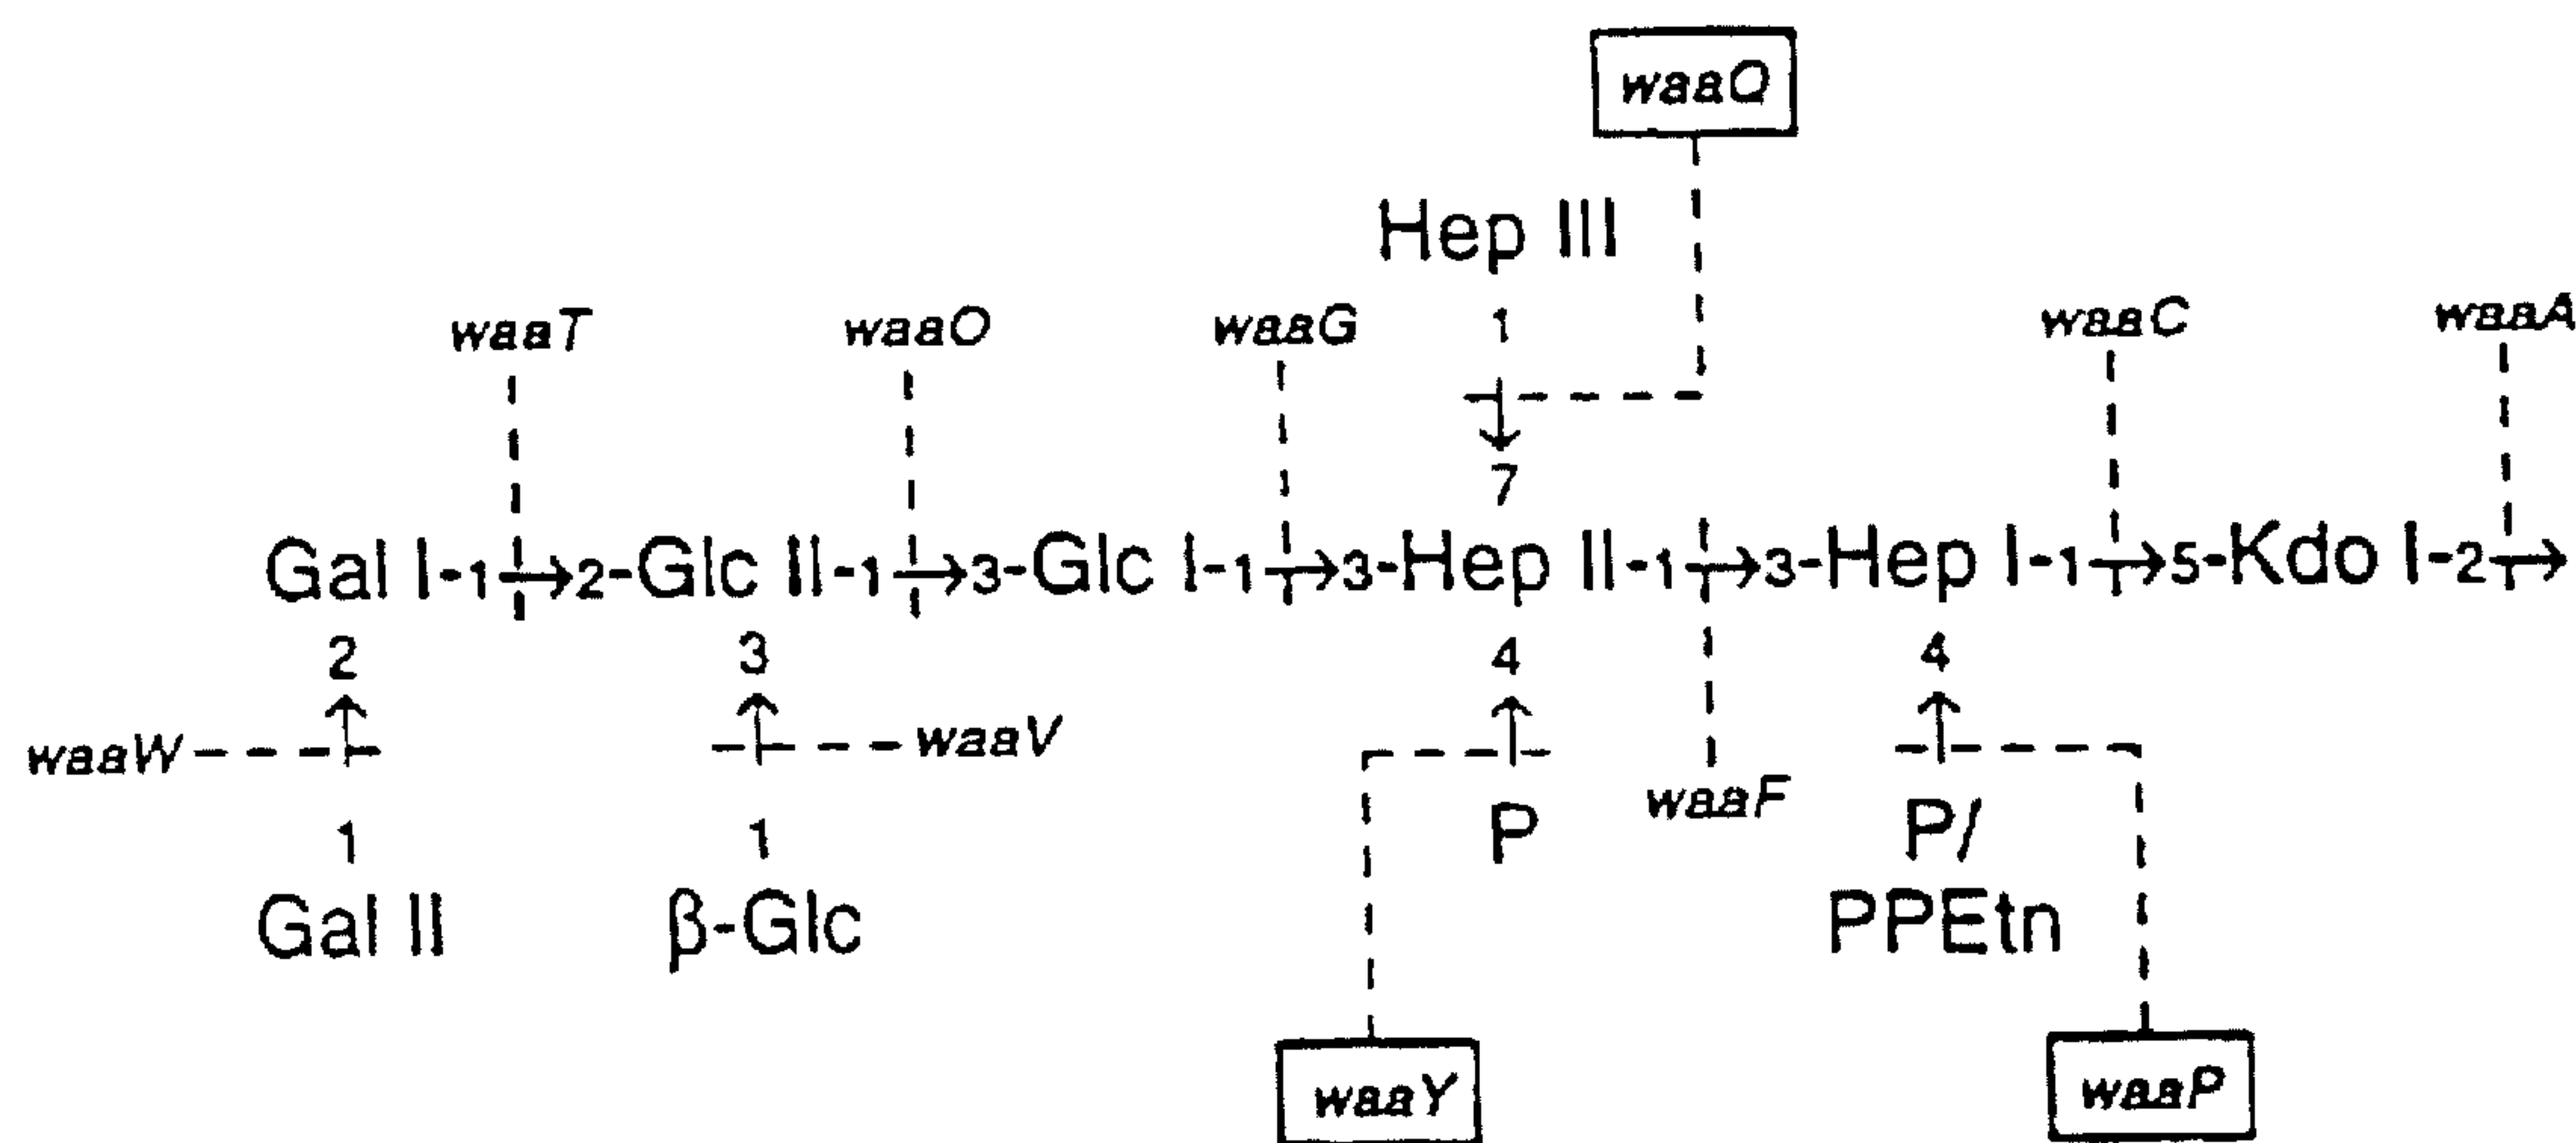 waaQ
Hep III
waaT waaO waaG 1 waaC waaA
7
Gal I-1→2-Glc II-1→3-Glc I-1→3-Hep II-1→3-Hep I-1→5-Kdo I-2→
2 3 4 4
waaW waaV
1 1 P waaF P/
Gal II β-Glc PPEtn
waaY waaP